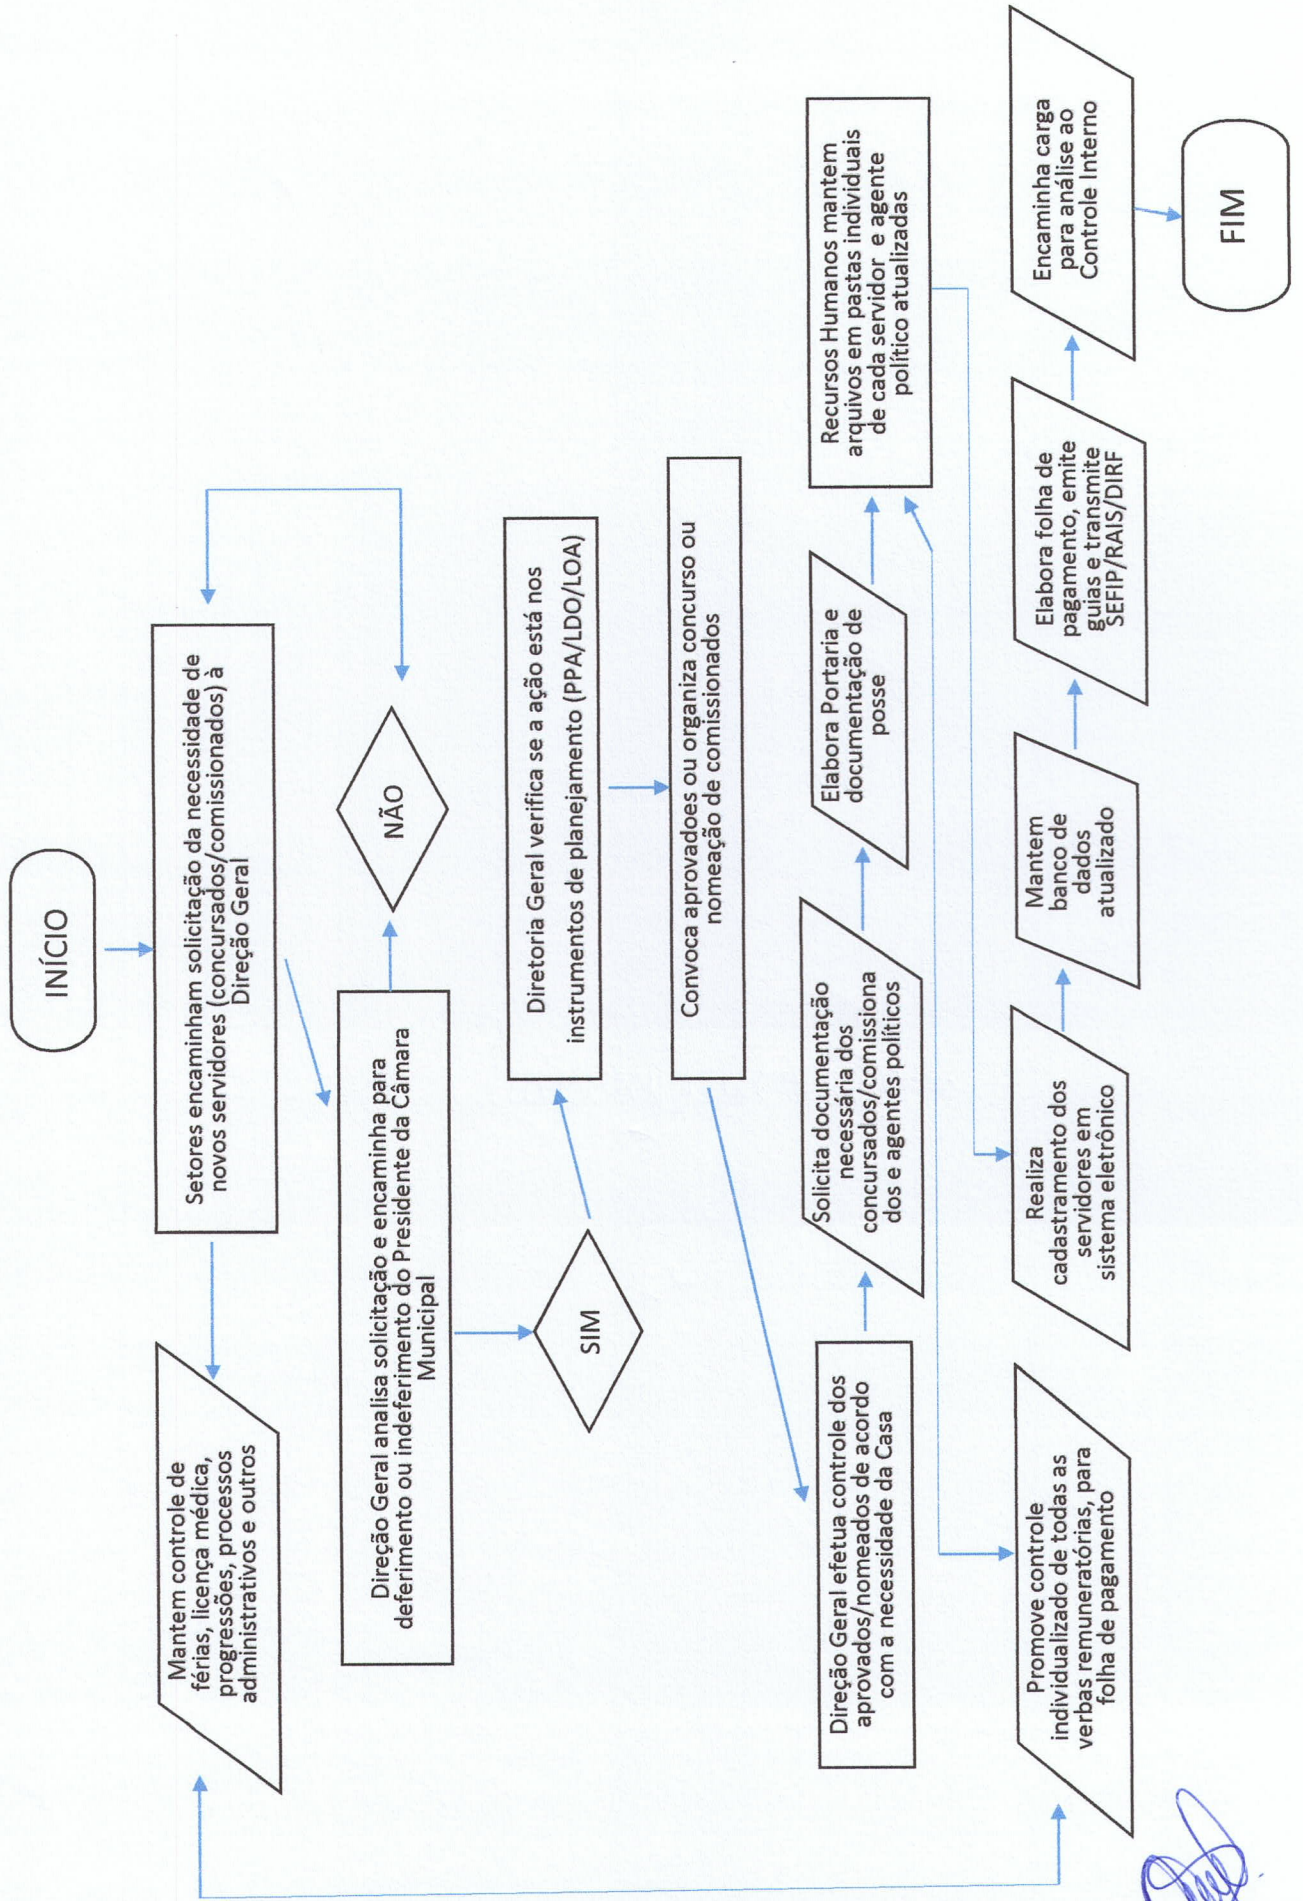 INÍCIO
Setores encaminham solicitação da necessidade de
novos servidores (concursados/comissionados) à
Direção Geral
Mantem controle de
férias, licença médica,
progressões, processos
administrativos e outros
Direção Geral analisa solicitação e encaminha para
deferimento ou indeferimento do Presidente da Câmara
Municipal
NÃO
SIM
Diretoria Geral verifica se a ação está nos
instrumentos de planejamento (PPA/LDO/LOA)
Convoca aprovadoes ou organiza concurso ou
nomeação de comissionados
Direção Geral efetua controle dos
aprovados/nomeados de acordo
com a necessidade da Casa
Solicita documentação
necessária dos
concursados/comissiona
dos e agentes políticos
Elabora Portaria e
documentação de
posse
Recursos Humanos mantem
arquivos em pastas individuais
de cada servidor e agente
político atualizadas
Promove controle
individualizado de todas as
verbas remuneratórias, para
folha de pagamento
Realiza
cadastramento dos
servidores em
sistema eletrônico
Mantem
banco de
dados
atualizado
Elabora folha de
pagamento, emite
guias e transmite
SEFIP/RAIS/DIRF
Encaminha carga
para análise ao
Controle Interno
FIM